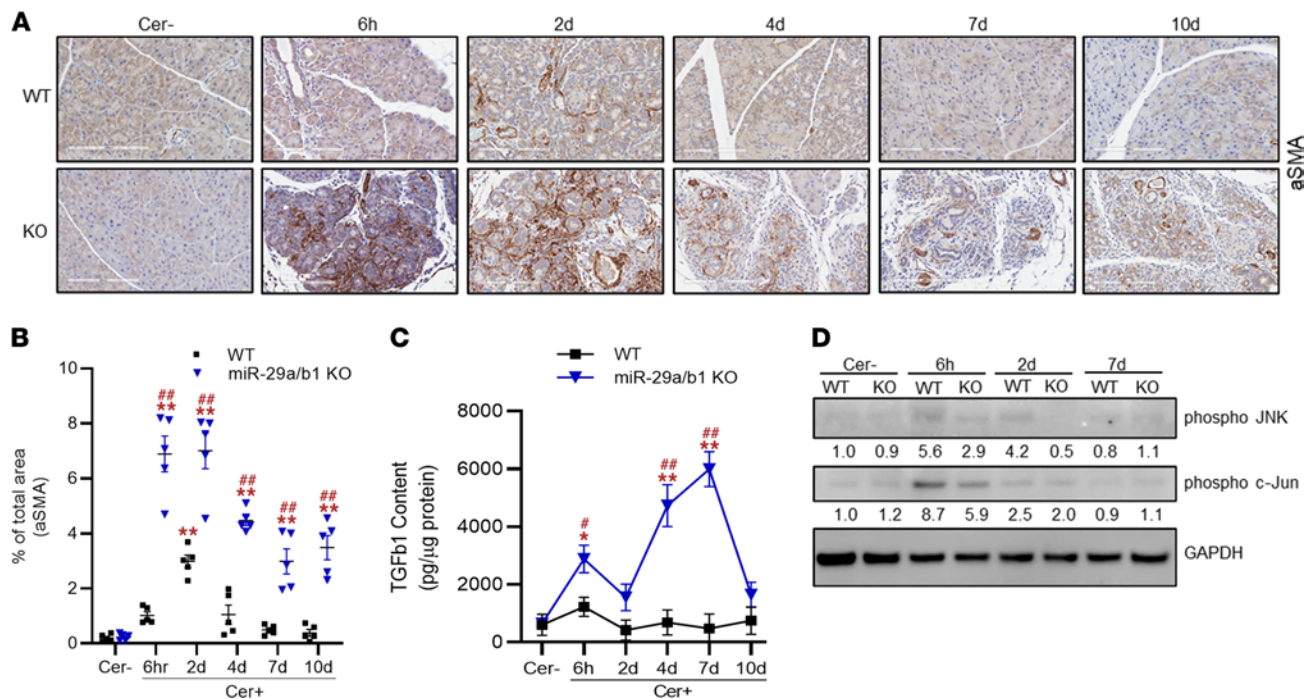 A
Cer- 6h 2d 4d 7d 10d
WT
KO
aSMA
B
WT
miR-29a/b1 KO
% of total area
(aSMA)
10
8
6
4
2
0
##
**
##
**
**
##
**
##
**
##
**
Cer- 6hr 2d 4d 7d 10d
Cer+
C
WT
miR-29a/b1 KO
TGFb1 Content
(pg/µg protein)
8000
6000
4000
2000
0
#
*
##
**
##
**
Cer- 6h 2d 4d 7d 10d
Cer+
D
Cer- 6h 2d 7d
WT KO WT KO WT KO WT KO
phospho JNK
1.0 0.9 5.6 2.9 4.2 0.5 0.8 1.1
phospho c-Jun
1.0 1.2 8.7 5.9 2.5 2.0 0.9 1.1
GAPDH